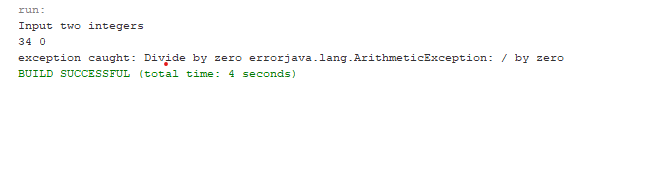 run:
Input two integers
34 0
exception caught: Divide by zero errorjava.lang.ArithmeticException: / by zero
BUILD SUCCESSFUL (total time: 4 seconds)